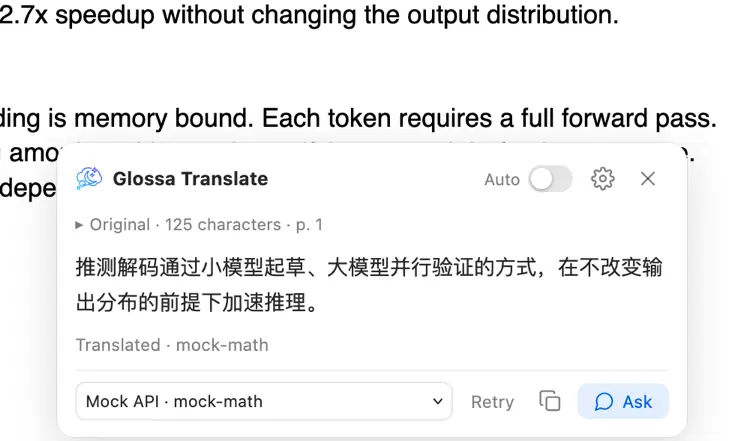 2.7x speedup without changing the output distribution.
ding is memory bound. Each token requires a full forward pass.
Glossa Translate Auto
depe
▸ Original · 125 characters · p. 1
推测解码通过小模型起草、大模型并行验证的方式，在不改变输
出分布的前提下加速推理。
Translated · mock-math
Mock API · mock-math Retry Ask